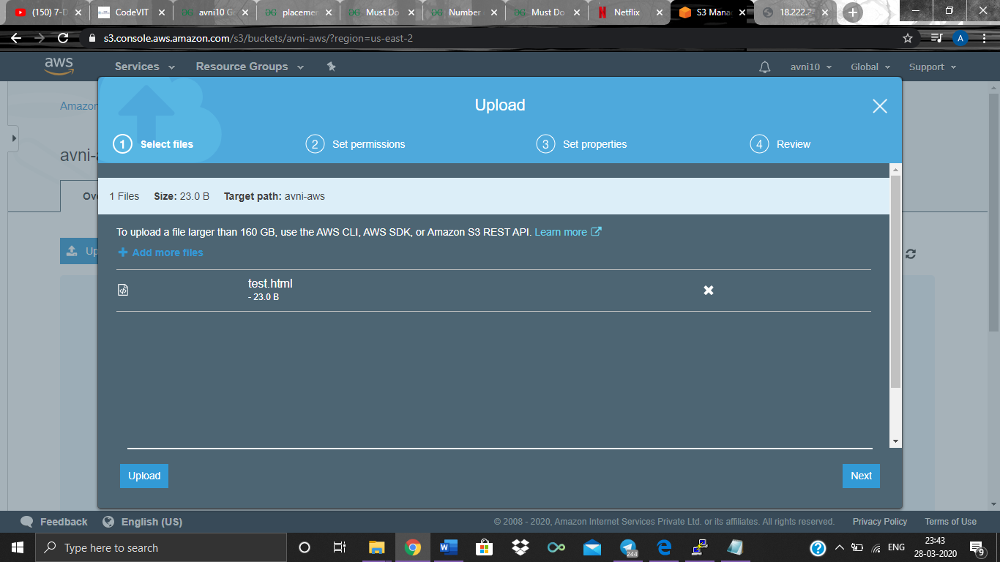 (150) 7-D
CodeVIT
avni10 G
placemen
Must Do
Number
Must Do
Netflix
S3 Mana
18.222.2
s3.console.aws.amazon.com/s3/buckets/avni-aws/?region=us-east-2
A
aws
Services
Resource Groups
avni10
Global
Support
Amazon
Upload
1 Select files
2 Set permissions
3 Set properties
4 Review
avni-
Ove
1 Files Size: 23.0 B Target path: avni-aws
To upload a file larger than 160 GB, use the AWS CLI, AWS SDK, or Amazon S3 REST API. Learn more
Up
Add more files
test.html
- 23.0 B
Upload
Next
Feedback
English (US)
© 2008 - 2020, Amazon Internet Services Private Ltd. or its affiliates. All rights reserved.
Privacy Policy
Terms of Use
Type here to search
244
ENG
23:43
28-03-2020
9